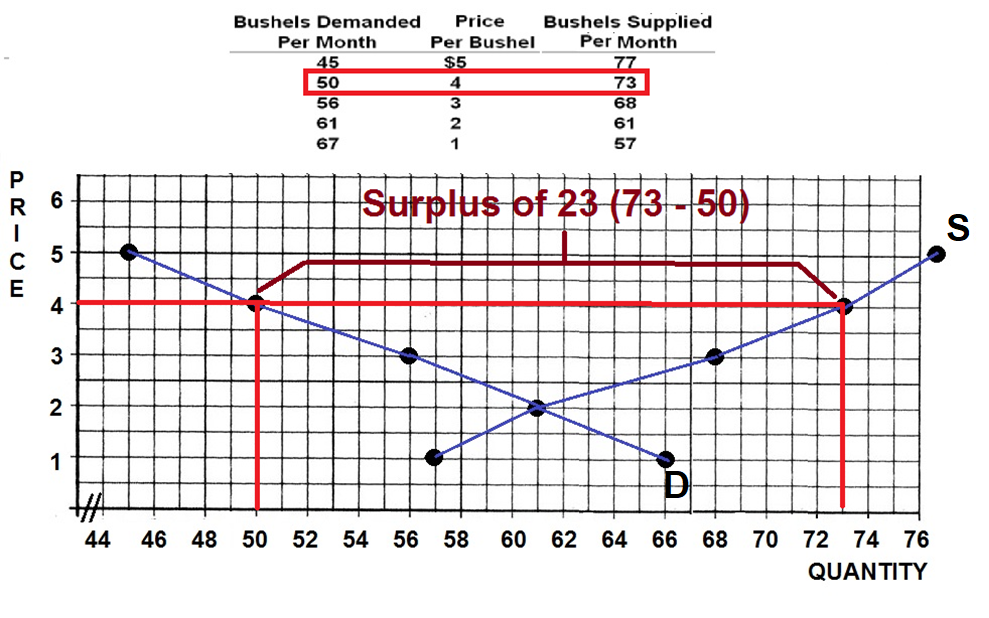 Bushels Demanded Price Bushels Supplied
Per Month Per Bushel Per Month
45 $5 77
50 4 73
56 3 68
61 2 61
67 1 57
PRICE
Surplus of 23 (73 - 50)
6
S
5
4
3
2
1
D
44 46 48 50 52 54 56 58 60 62 64 66 68 70 72 74 76
QUANTITY